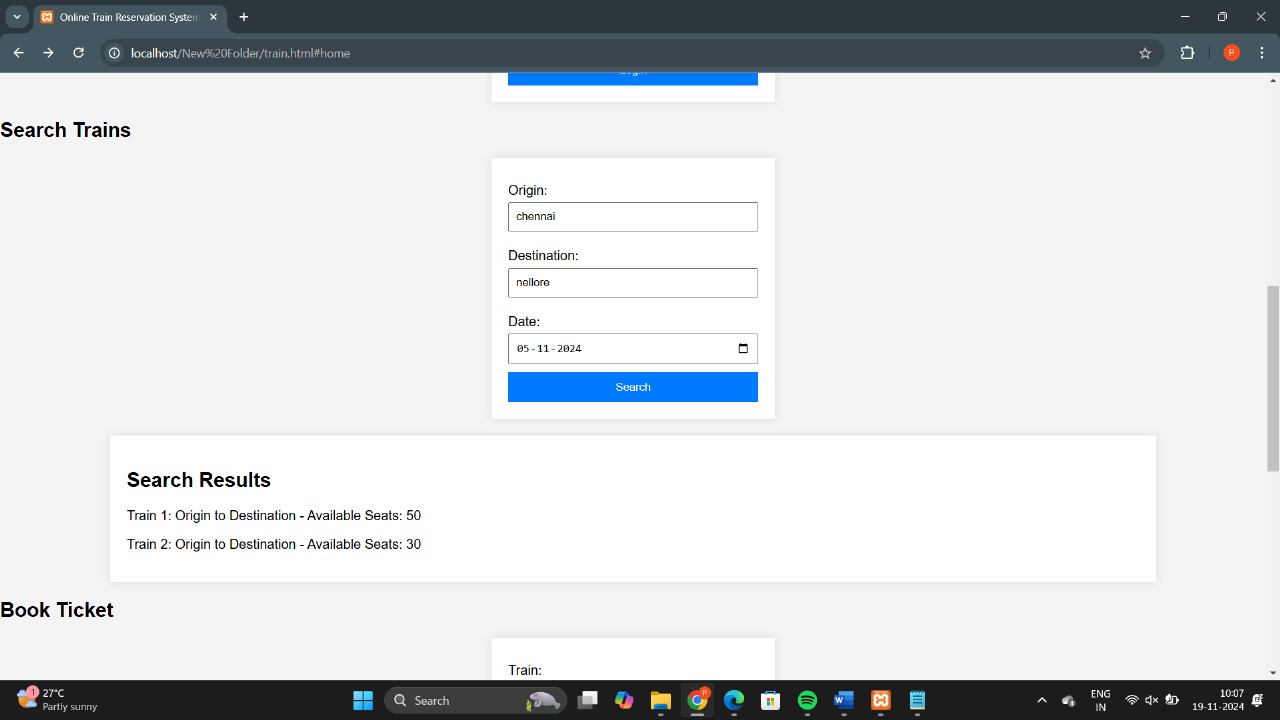 Online Train Reservation System
localhost/New%20Folder/train.html#home
P
Search Trains
Origin:
chennai
Destination:
nellore
Date:
05-11-2024
Search
Search Results
Train 1: Origin to Destination - Available Seats: 50
Train 2: Origin to Destination - Available Seats: 30
Book Ticket
Train:
1
27°C
Partly sunny
Search
P
W
ENG
IN
10:07
19-11-2024